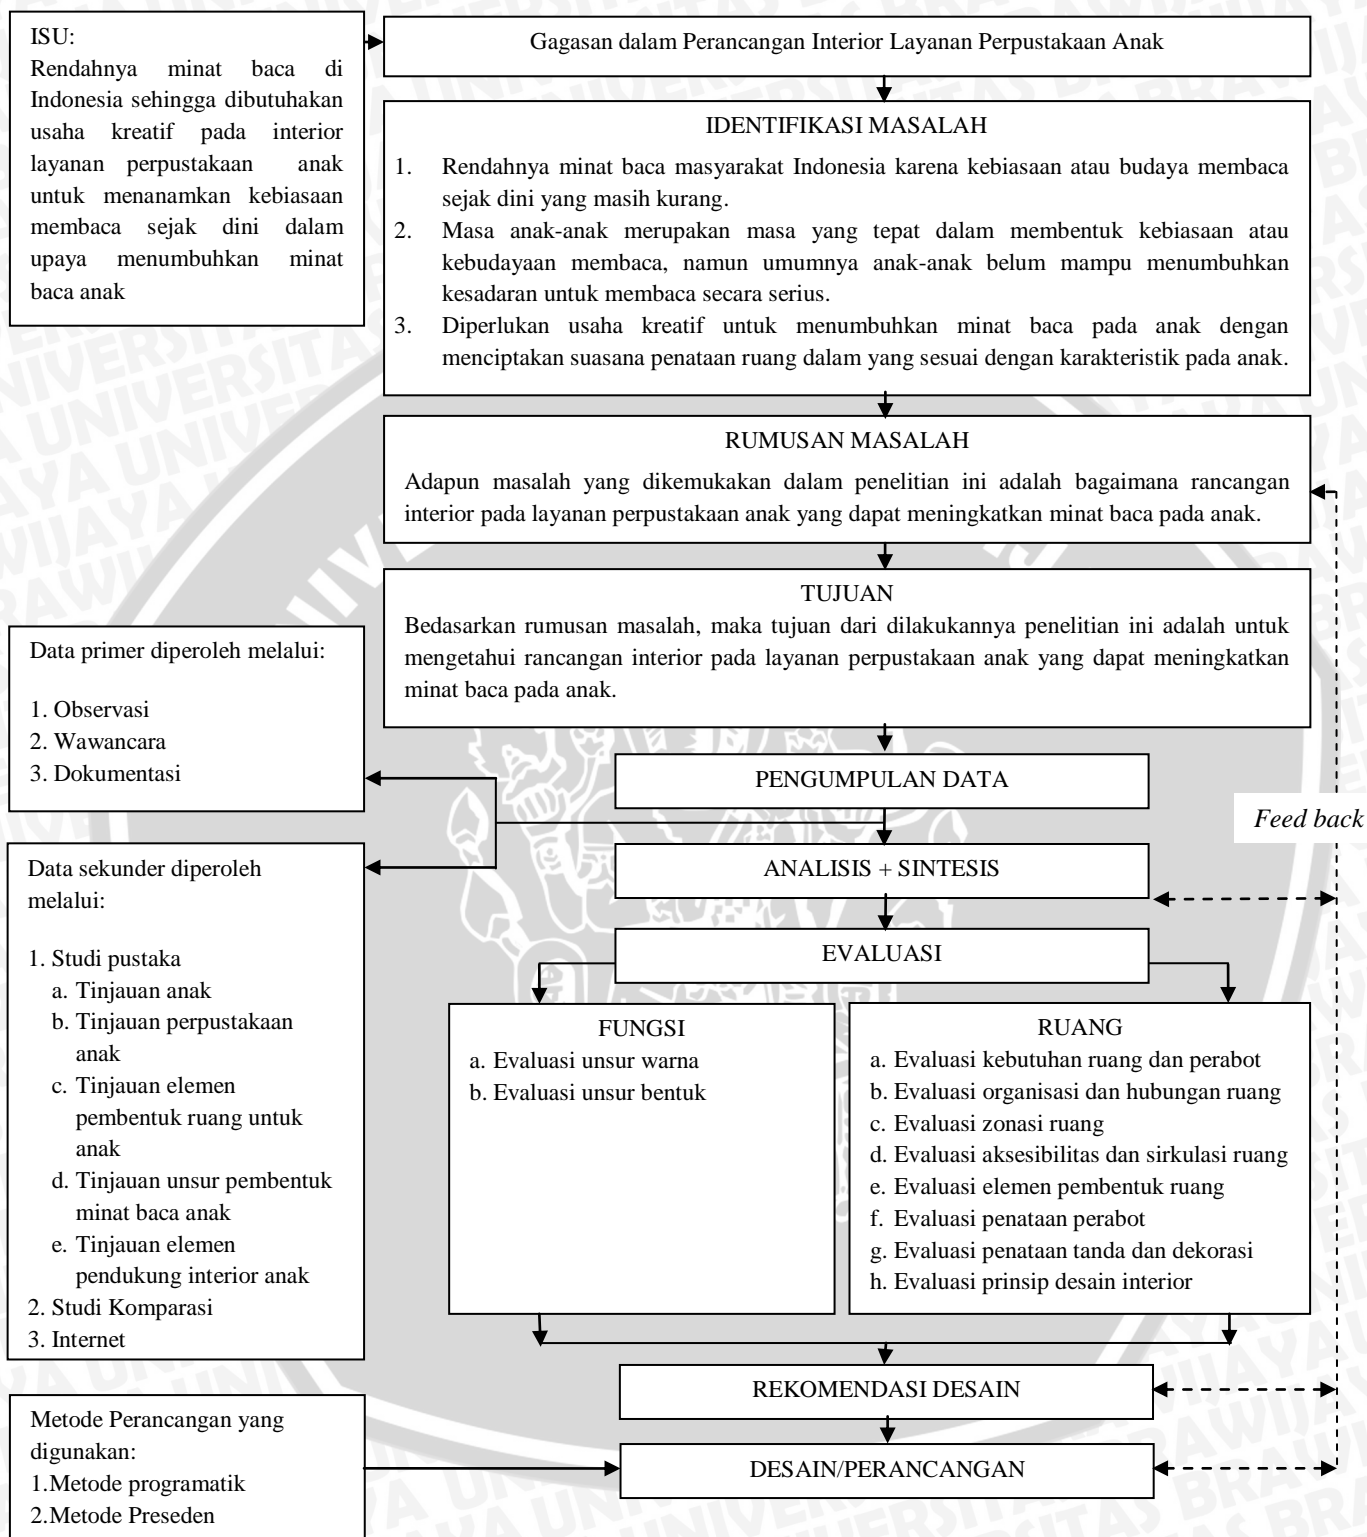 ISU:
Rendahnya minat baca di
Indonesia sehingga dibutuhakan
usaha kreatif pada interior
layanan perpustakaan anak
untuk menanamkan kebiasaan
membaca sejak dini dalam
upaya menumbuhkan minat
baca anak
Gagasan dalam Perancangan Interior Layanan Perpustakaan Anak
IDENTIFIKASI MASALAH
1. Rendahnya minat baca masyarakat Indonesia karena kebiasaan atau budaya membaca
sejak dini yang masih kurang.
2. Masa anak-anak merupakan masa yang tepat dalam membentuk kebiasaan atau
kebudayaan membaca, namun umumnya anak-anak belum mampu menumbuhkan
kesadaran untuk membaca secara serius.
3. Diperlukan usaha kreatif untuk menumbuhkan minat baca pada anak dengan
menciptakan suasana penataan ruang dalam yang sesuai dengan karakteristik pada anak.
RUMUSAN MASALAH
Adapun masalah yang dikemukakan dalam penelitian ini adalah bagaimana rancangan
interior pada layanan perpustakaan anak yang dapat meningkatkan minat baca pada anak.
TUJUAN
Bedasarkan rumusan masalah, maka tujuan dari dilakukannya penelitian ini adalah untuk
mengetahui rancangan interior pada layanan perpustakaan anak yang dapat meningkatkan
minat baca pada anak.
Data primer diperoleh melalui:
1. Observasi
2. Wawancara
3. Dokumentasi
PENGUMPULAN DATA
Feed back
Data sekunder diperoleh
melalui:
1. Studi pustaka
a. Tinjauan anak
b. Tinjauan perpustakaan
anak
c. Tinjauan elemen
pembentuk ruang untuk
anak
d. Tinjauan unsur pembentuk
minat baca anak
e. Tinjauan elemen
pendukung interior anak
2. Studi Komparasi
3. Internet
ANALISIS + SINTESIS
EVALUASI
FUNGSI
a. Evaluasi unsur warna
b. Evaluasi unsur bentuk
RUANG
a. Evaluasi kebutuhan ruang dan perabot
b. Evaluasi organisasi dan hubungan ruang
c. Evaluasi zonasi ruang
d. Evaluasi aksesibilitas dan sirkulasi ruang
e. Evaluasi elemen pembentuk ruang
f. Evaluasi penataan perabot
g. Evaluasi penataan tanda dan dekorasi
h. Evaluasi prinsip desain interior
REKOMENDASI DESAIN
Metode Perancangan yang
digunakan:
1.Metode programatik
2.Metode Preseden
DESAIN/PERANCANGAN